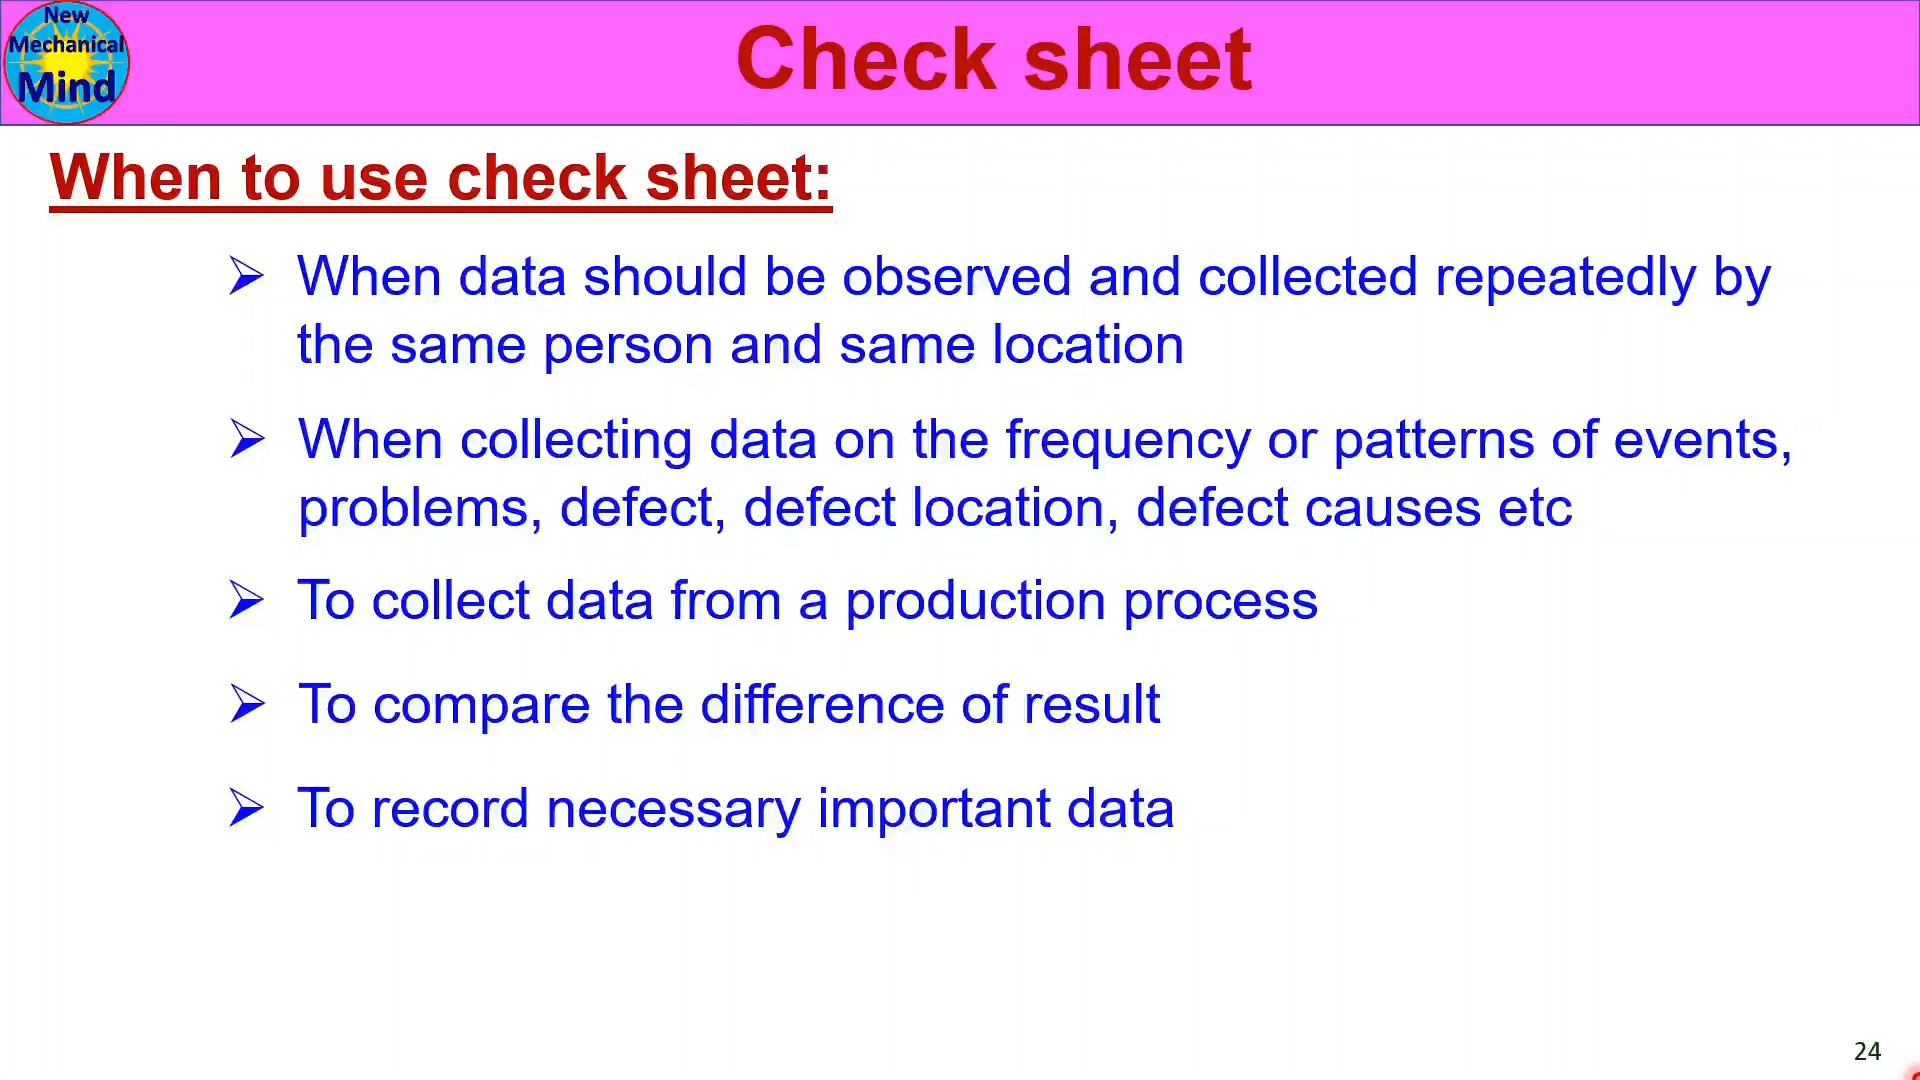 New
Mechanical
Mind
Check sheet
When to use check sheet:
➢ When data should be observed and collected repeatedly by
the same person and same location
➢ When collecting data on the frequency or patterns of events,
problems, defect, defect location, defect causes etc
➢ To collect data from a production process
➢ To compare the difference of result
➢ To record necessary important data
24